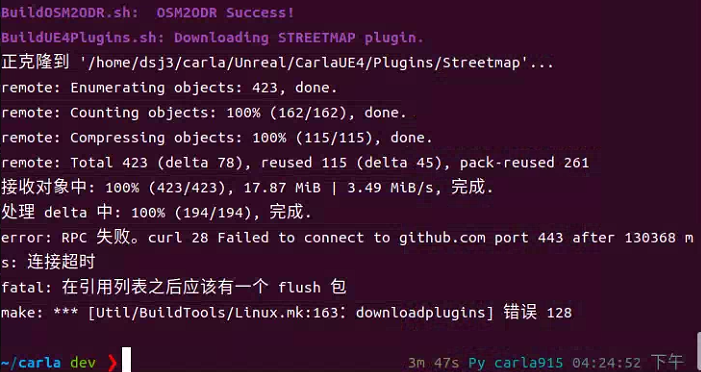 BuildOSM2ODR.sh:  OSM2ODR Success!
BuildUE4Plugins.sh: Downloading STREETMAP plugin.
正克隆到 '/home/dsj3/carla/Unreal/CarlaUE4/Plugins/Streetmap'...
remote: Enumerating objects: 423, done.
remote: Counting objects: 100% (162/162), done.
remote: Compressing objects: 100% (115/115), done.
remote: Total 423 (delta 78), reused 115 (delta 45), pack-reused 261
接收对象中: 100% (423/423), 17.87 MiB | 3.49 MiB/s, 完成.
处理 delta 中: 100% (194/194), 完成.
error: RPC 失败。curl 28 Failed to connect to github.com port 443 after 130368 m
s: 连接超时
fatal: 在引用列表之后应该有一个 flush 包
make: *** [Util/BuildTools/Linux.mk:163：downloadplugins] 错误 128
~/carla dev ❯ 3m 47s Py carla915 04:24:52 下午